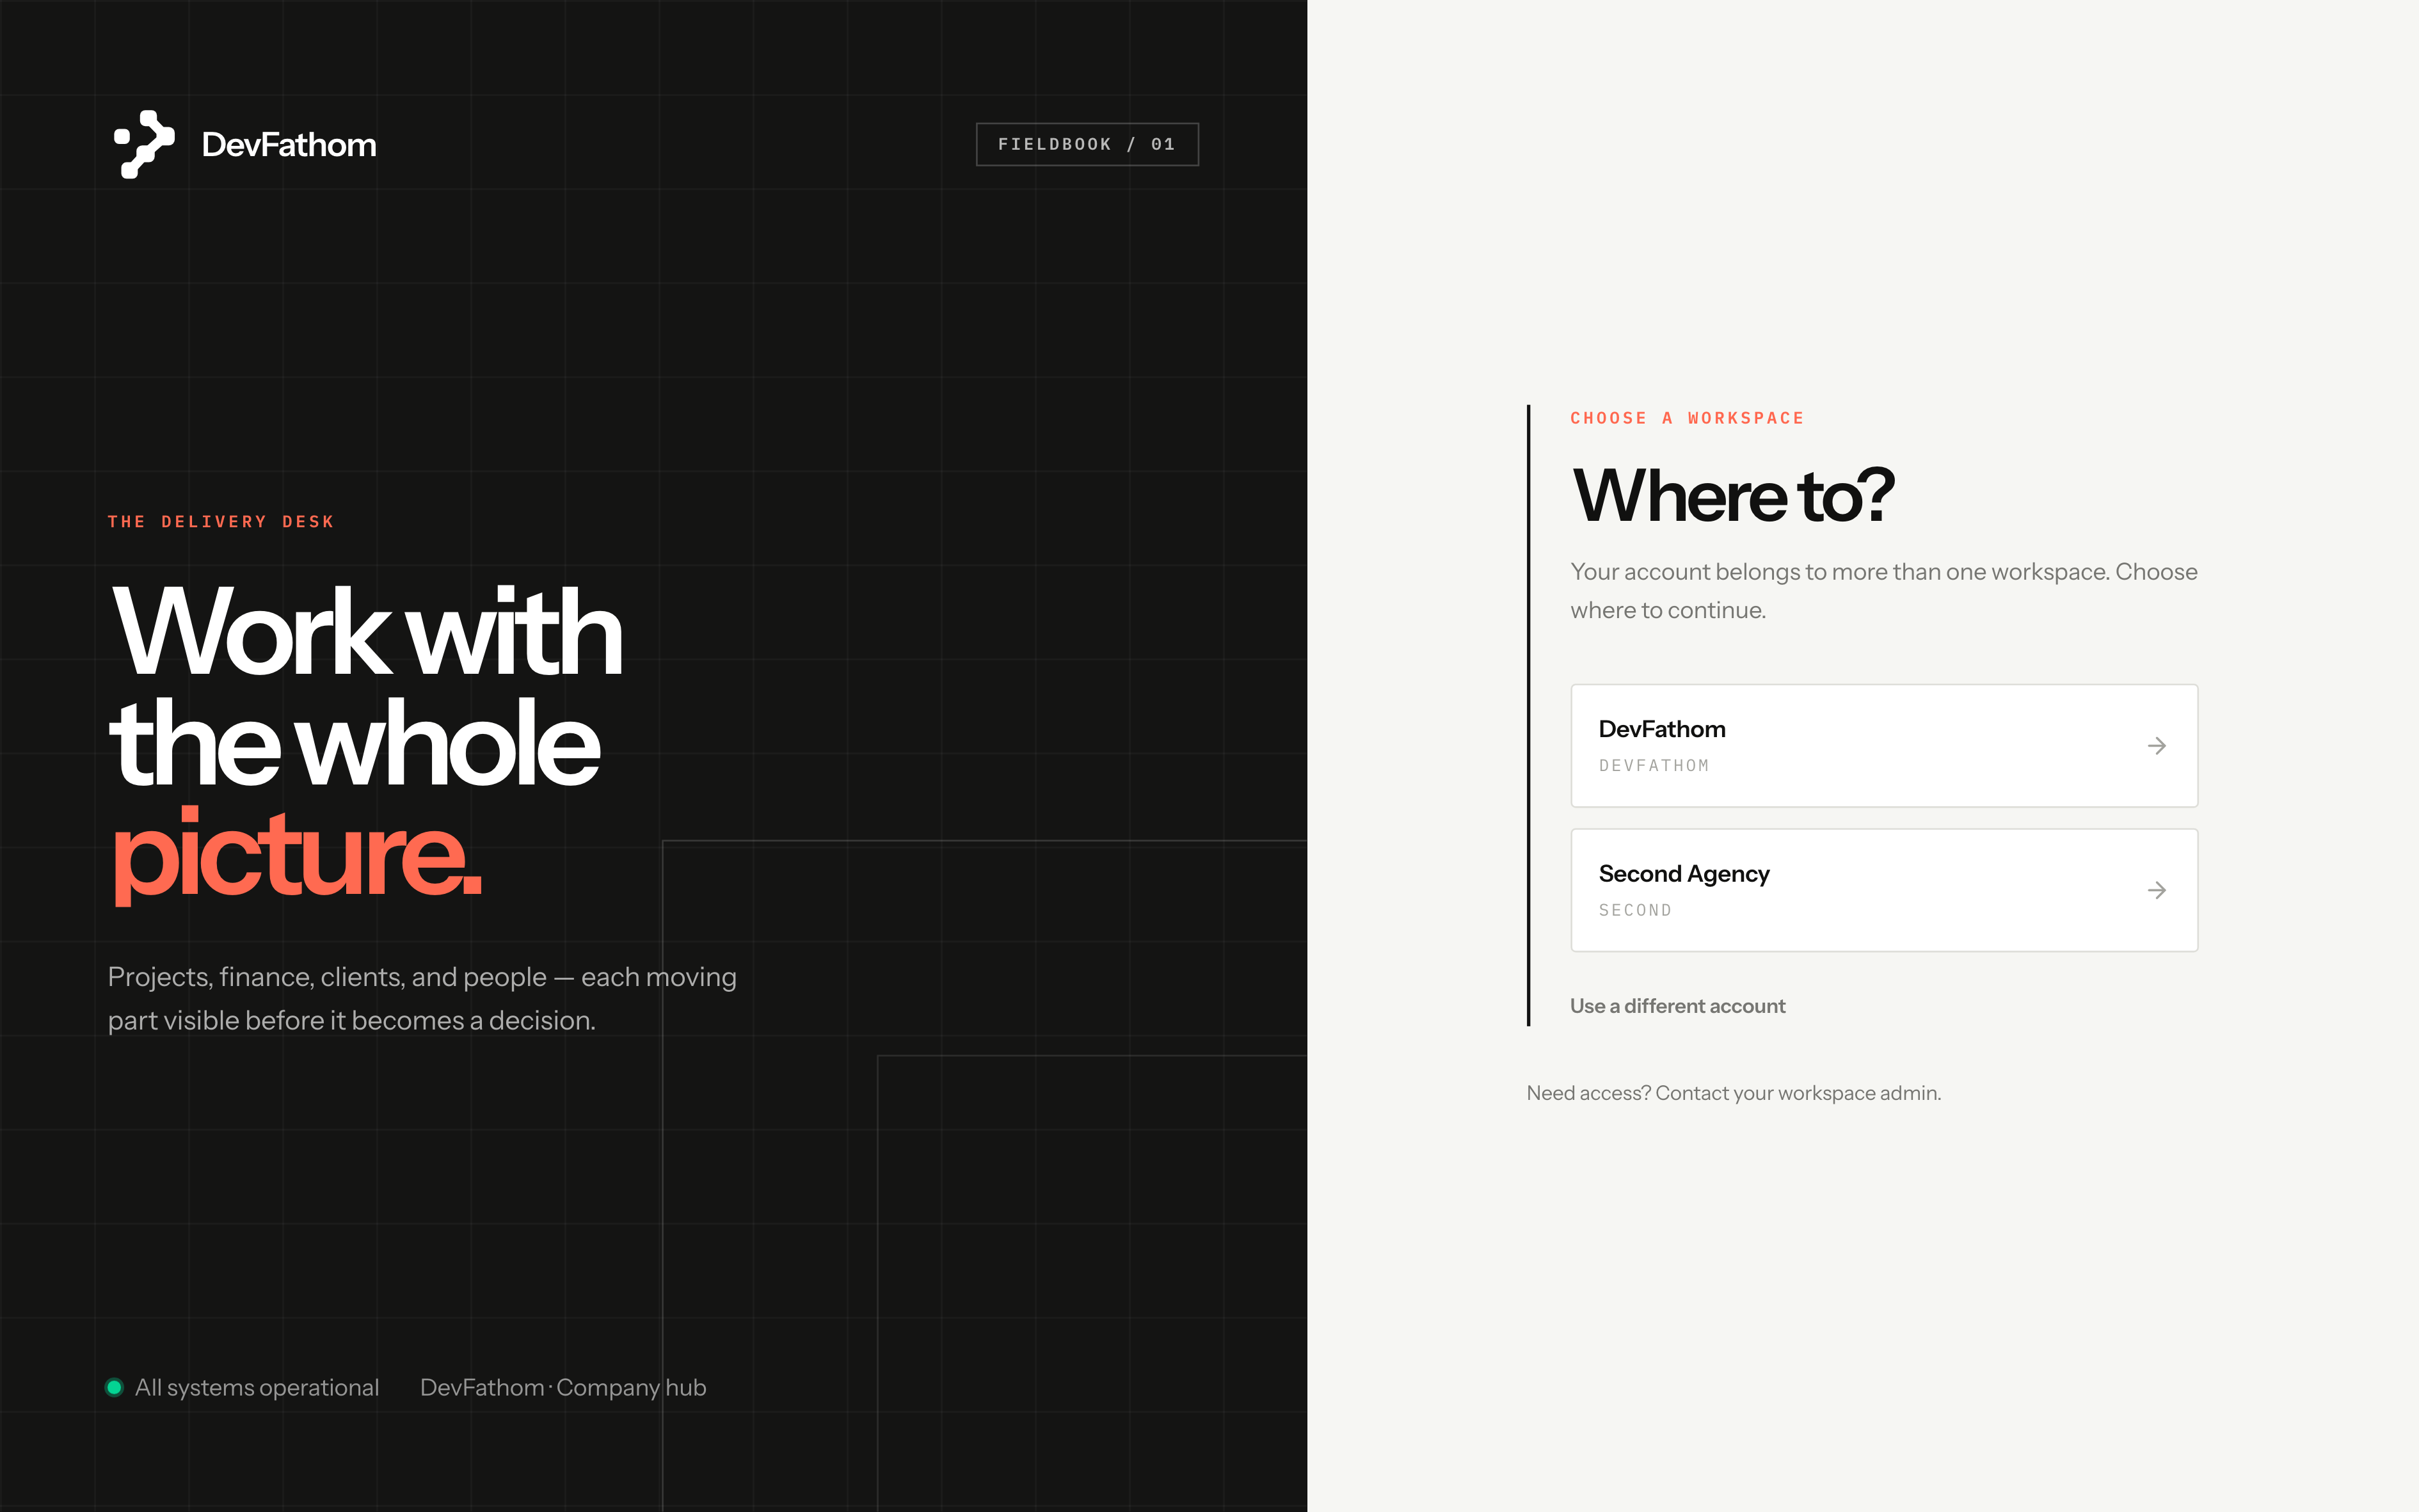 DevFathom
FIELDBOOK / 01
THE DELIVERY DESK
Work with
the whole
picture.
Projects, finance, clients, and people — each moving
part visible before it becomes a decision.
All systems operational
DevFathom · Company hub
CHOOSE A WORKSPACE
Where to?
Your account belongs to more than one workspace. Choose
where to continue.
DevFathom
DEVFATHOM
Second Agency
SECOND
Use a different account
Need access? Contact your workspace admin.